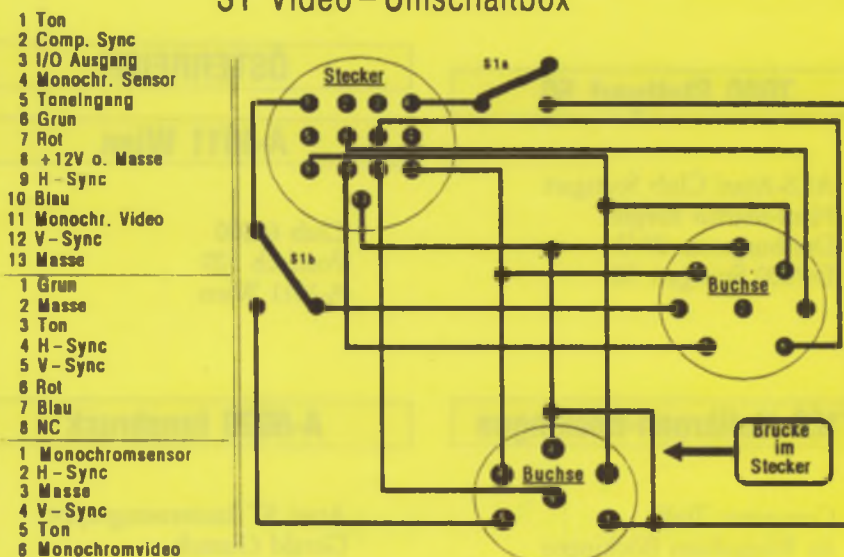 ST Video – Umschaltbox
1 Ton
2 Comp. Sync
3 I/O Ausgang
4 Monochr. Sensor
5 Toneingang
6 Grun
7 Rot
8 +12V o. Masse
9 H – Sync
10 Blau
11 Monochr. Video
12 V – Sync
13 Masse
1 Grun
2 Masse
3 Ton
4 H – Sync
5 V – Sync
6 Rot
7 Blau
8 NC
1 Monochromsensor
2 H – Sync
3 Masse
4 V – Sync
5 Ton
6 Monochromvideo
Stecker
S1a
S1b
Buchse
Buchse
Brücke
im
Stecker